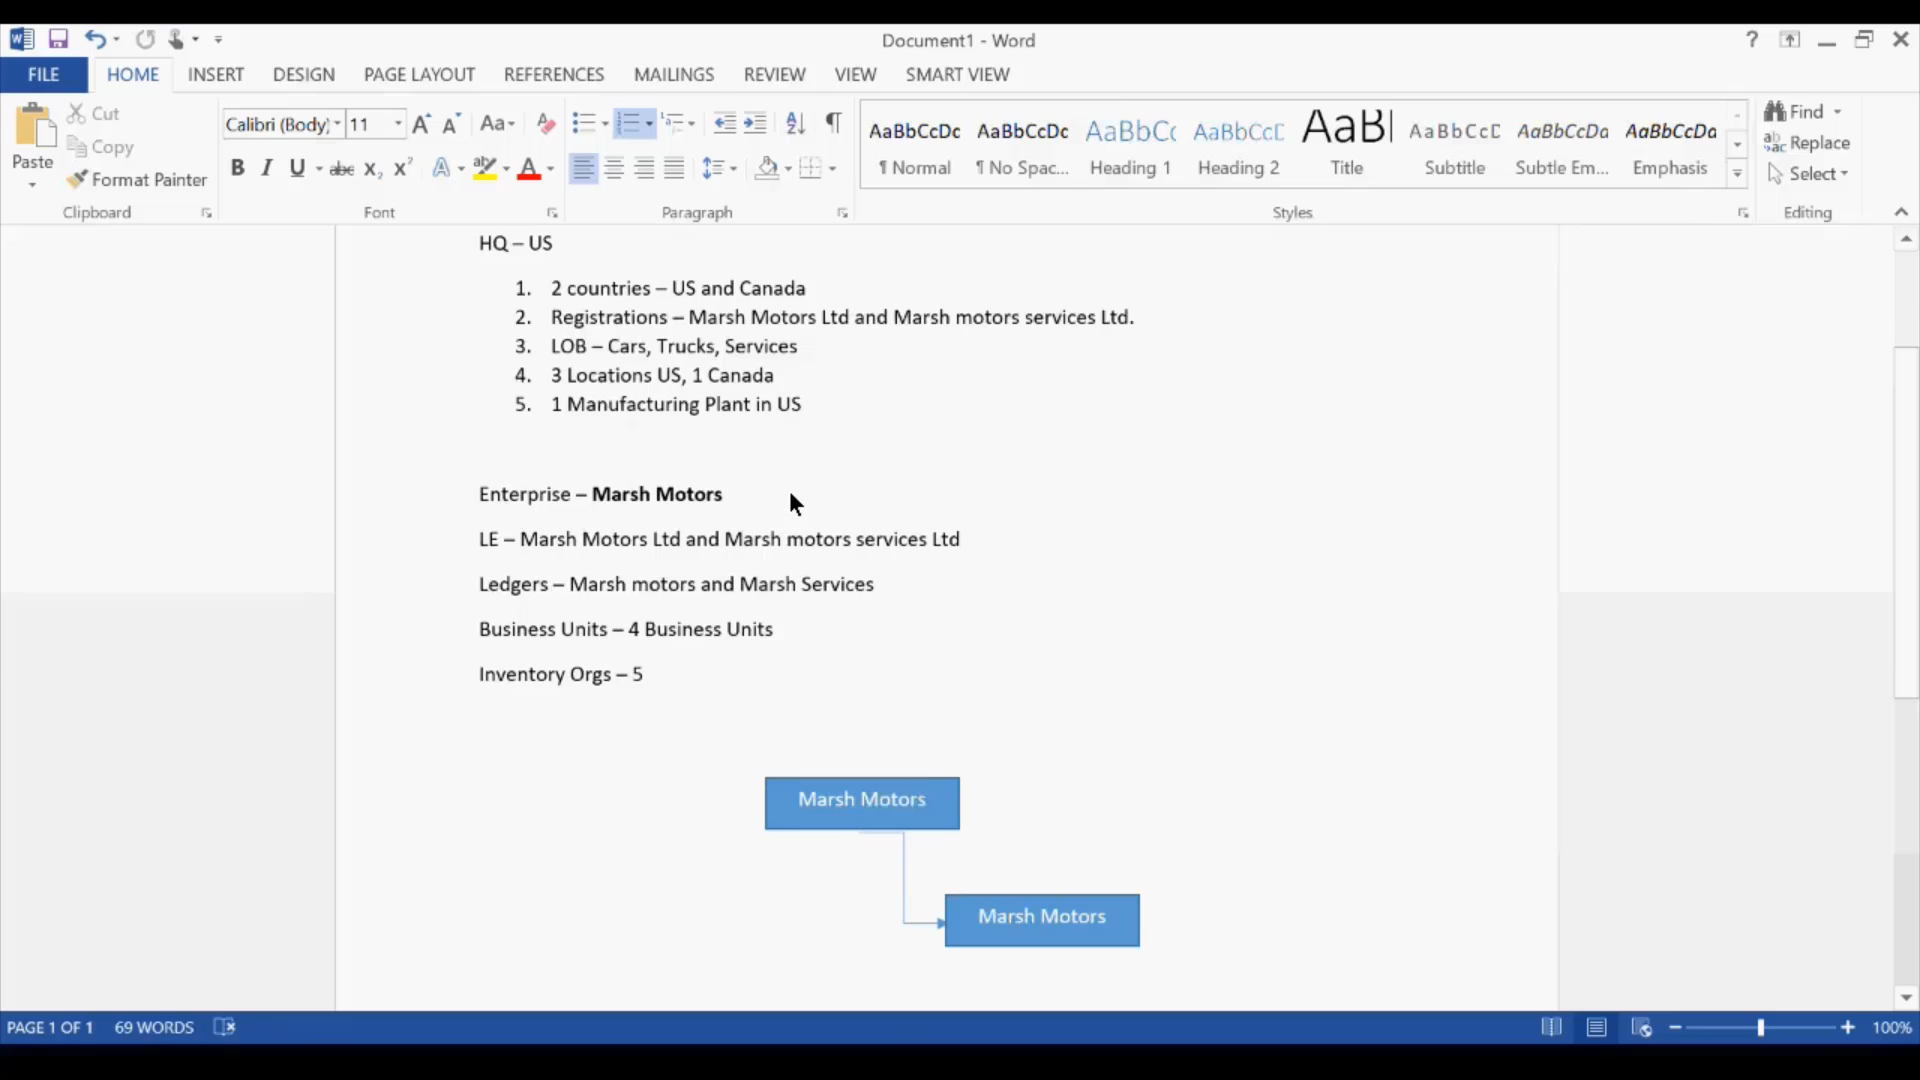 Document1 - Word
FILE HOME INSERT DESIGN PAGE LAYOUT REFERENCES MAILINGS REVIEW VIEW SMART VIEW
Paste
Cut
Copy
Format Painter
Clipboard
Calibri (Body) 11
Font
Paragraph
AaBbCcDc AaBbCcDc AaBbCc AaBbCcD AaB AaBbCcD AaBbCcDa AaBbCcDa
¶ Normal ¶ No Spac... Heading 1 Heading 2 Title Subtitle Subtle Em... Emphasis
Styles
Find
Replace
Select
Editing
HQ – US
1. 2 countries – US and Canada
2. Registrations – Marsh Motors Ltd and Marsh motors services Ltd.
3. LOB – Cars, Trucks, Services
4. 3 Locations US, 1 Canada
5. 1 Manufacturing Plant in US
Enterprise – Marsh Motors
LE – Marsh Motors Ltd and Marsh motors services Ltd
Ledgers – Marsh motors and Marsh Services
Business Units – 4 Business Units
Inventory Orgs – 5
Marsh Motors
Marsh Motors
PAGE 1 OF 1 69 WORDS 100%